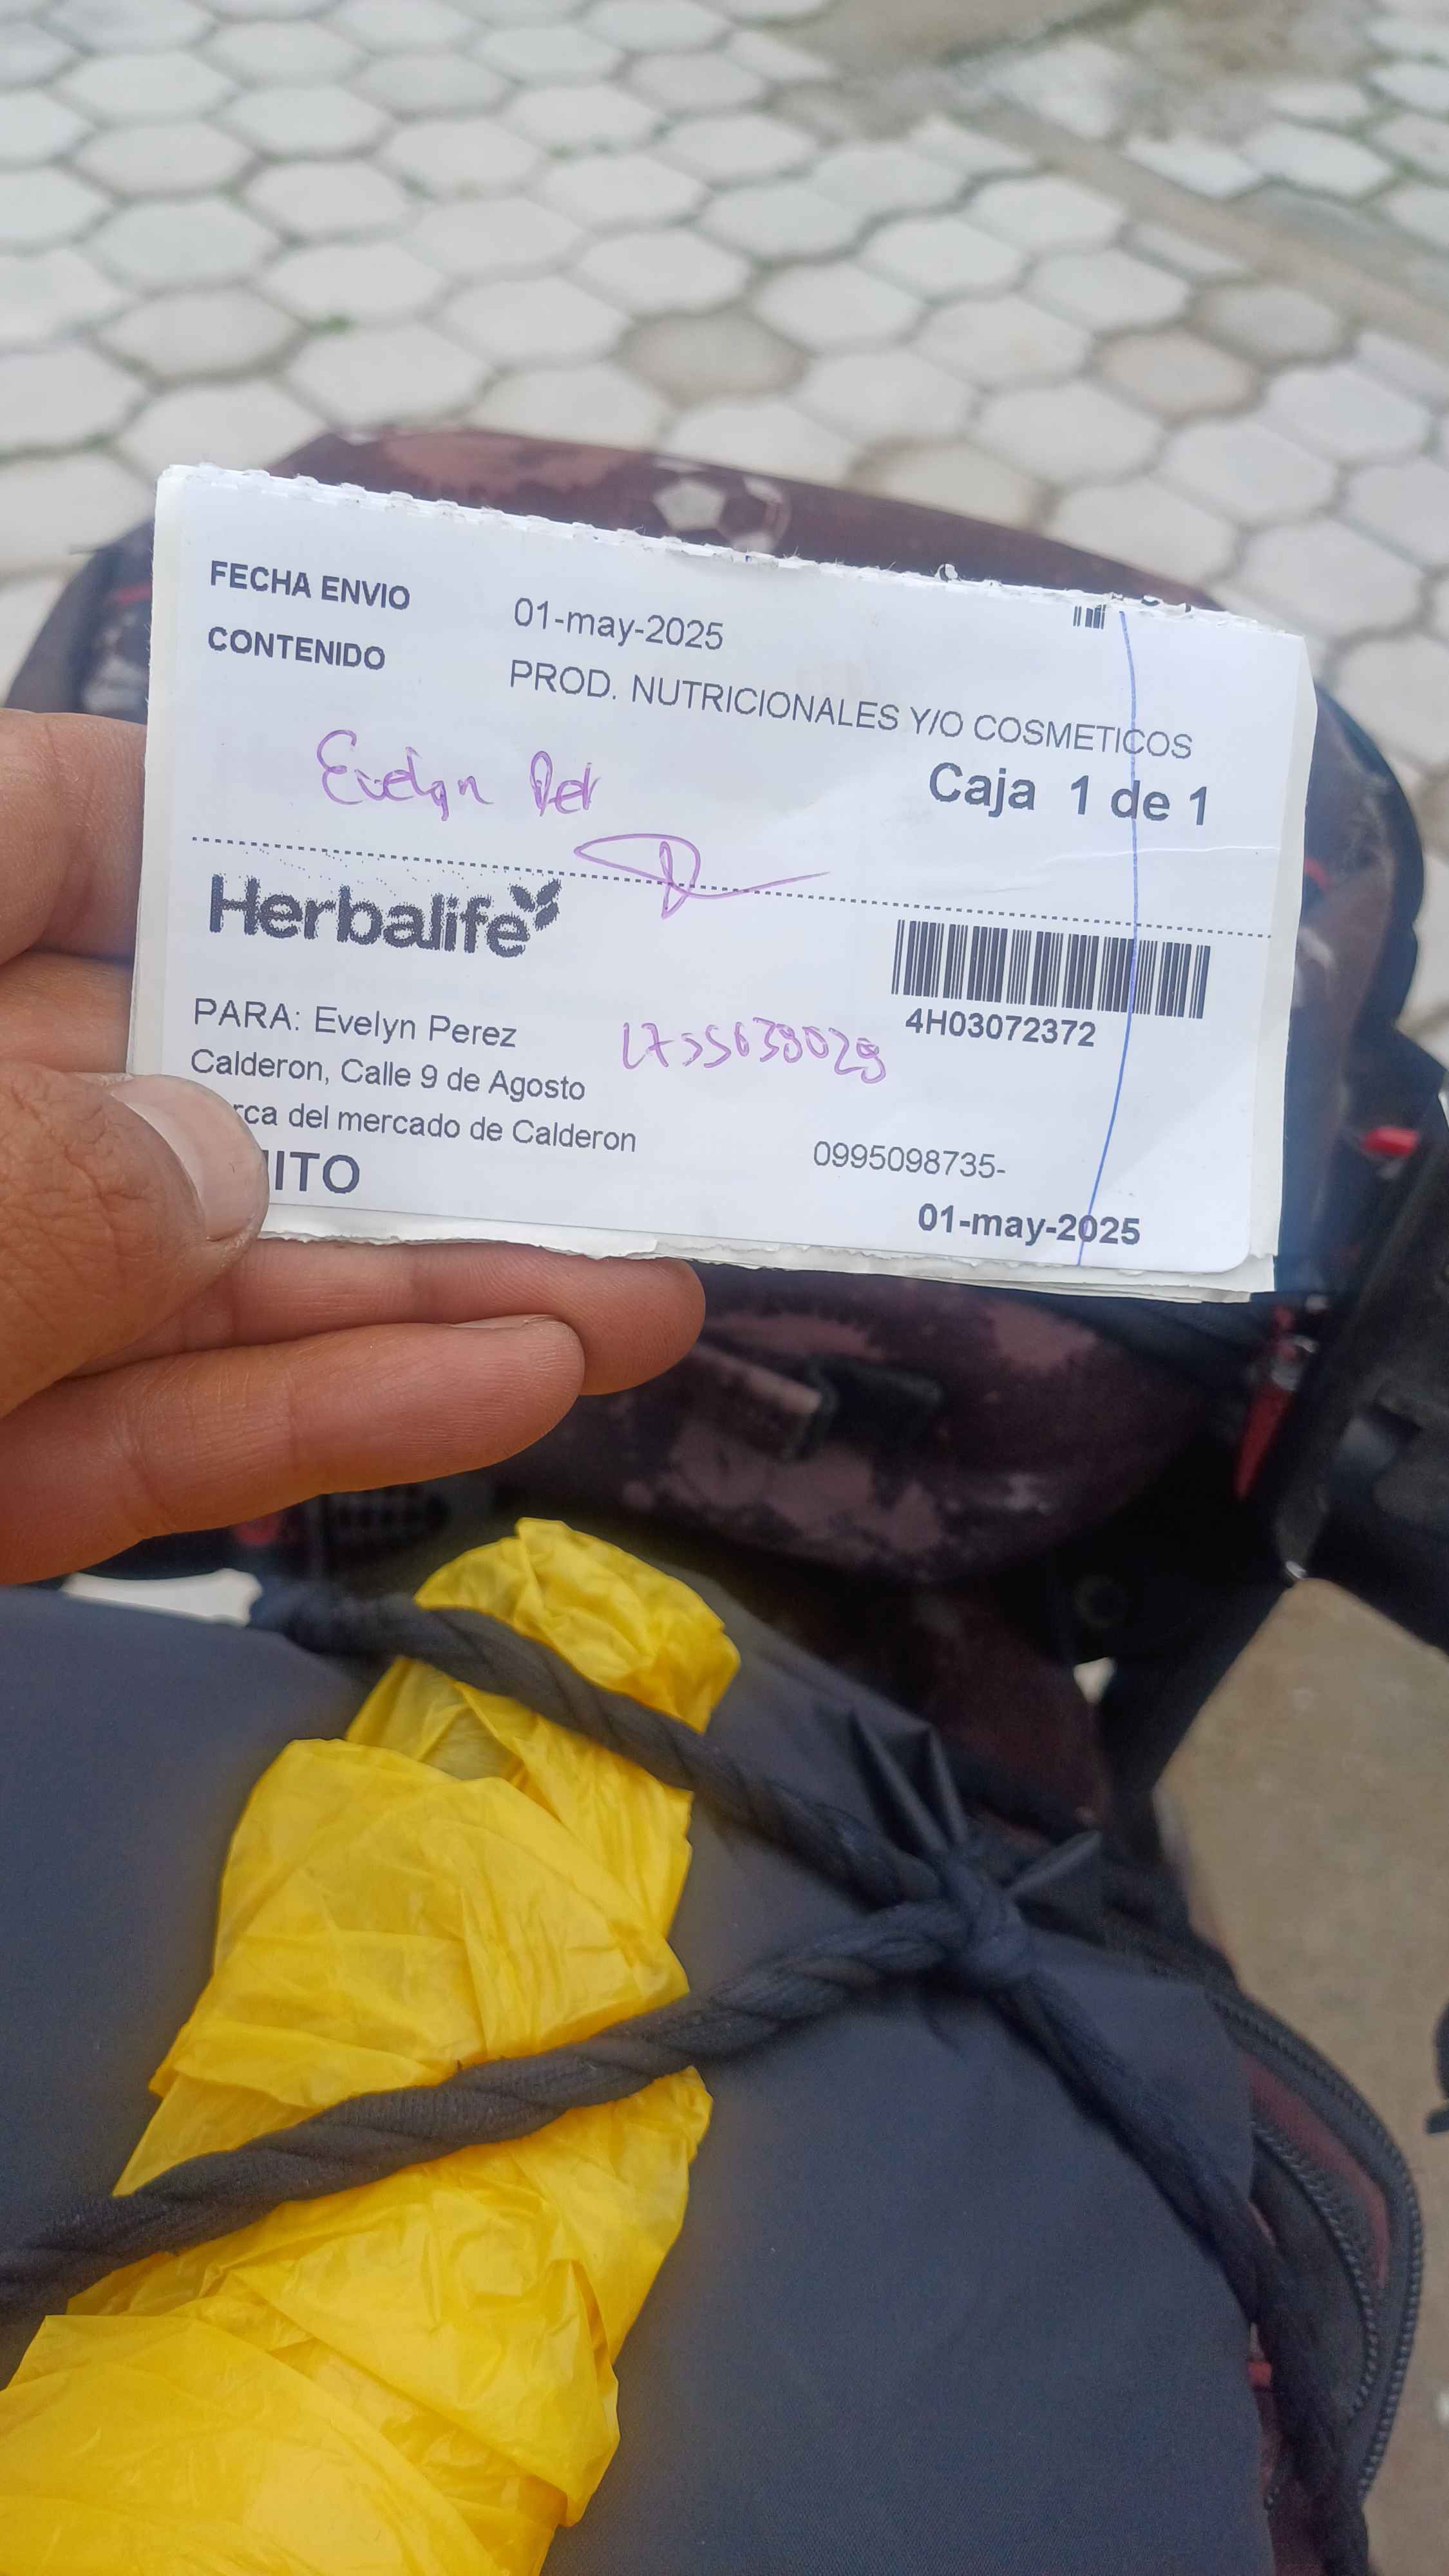 FECHA ENVIO 01-may-2025
CONTENIDO PROD. NUTRICIONALES Y/O COSMETICOS
Evelyn Per
Caja 1 de 1
Herbalife
4H03072372
PARA: Evelyn Perez
Calderon, Calle 9 de Agosto
rca del mercado de Calderon
0995098735-
ITO
01-may-2025